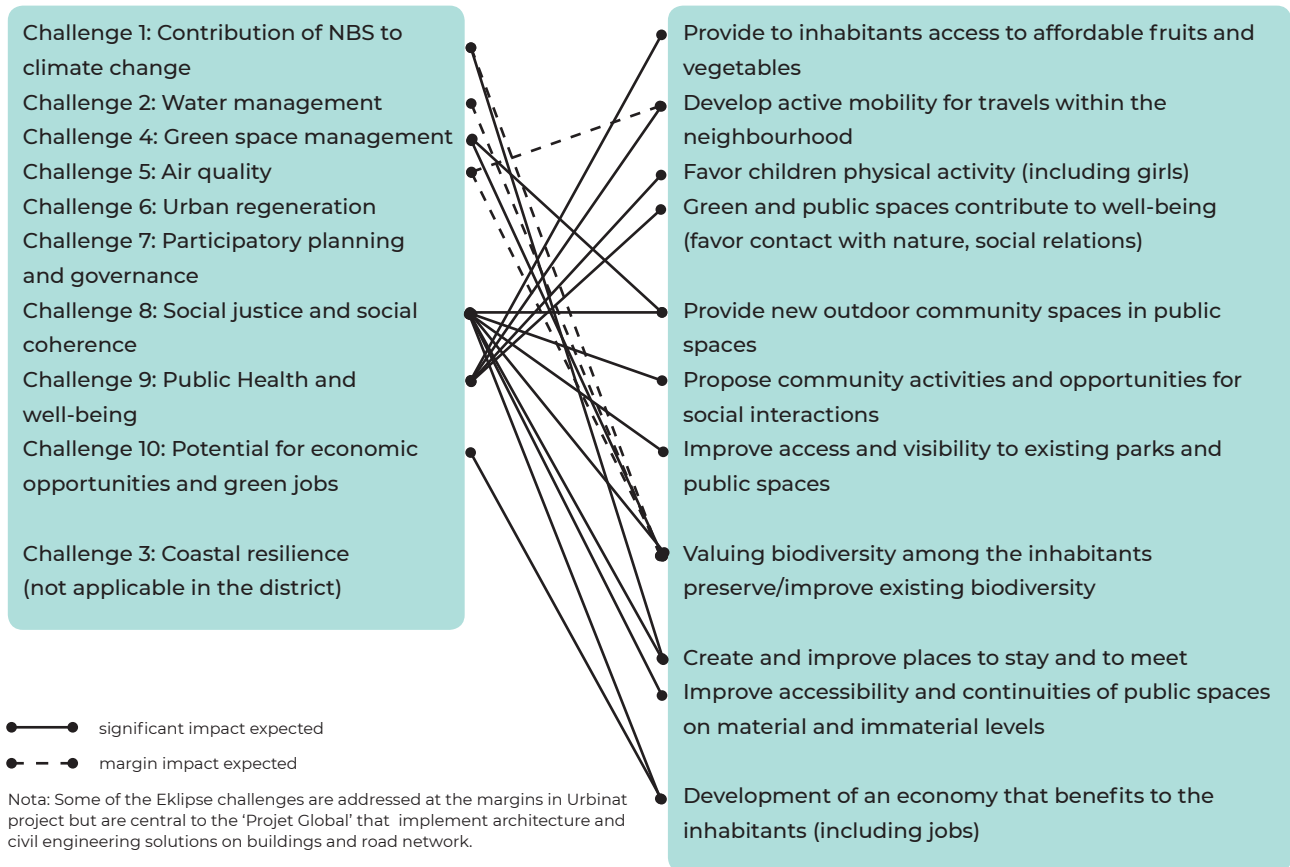 Challenge 1: Contribution of NBS to
climate change
Challenge 2: Water management
Challenge 4: Green space management
Challenge 5: Air quality
Challenge 6: Urban regeneration
Challenge 7: Participatory planning
and governance
Challenge 8: Social justice and social
coherence
Challenge 9: Public Health and
well-being
Challenge 10: Potential for economic
opportunities and green jobs
Challenge 3: Coastal resilience
(not applicable in the district)
significant impact expected
margin impact expected
Nota: Some of the Eklipse challenges are addressed at the margins in Urbinat
project but are central to the ‘Projet Global’ that implement architecture and
civil engineering solutions on buildings and road network.
Provide to inhabitants access to affordable fruits and
vegetables
Develop active mobility for travels within the
neighbourhood
Favor children physical activity (including girls)
Green and public spaces contribute to well-being
(favor contact with nature, social relations)
Provide new outdoor community spaces in public
spaces
Propose community activities and opportunities for
social interactions
Improve access and visibility to existing parks and
public spaces
Valuing biodiversity among the inhabitants
preserve/improve existing biodiversity
Create and improve places to stay and to meet
Improve accessibility and continuities of public spaces
on material and immaterial levels
Development of an economy that benefits to the
inhabitants (including jobs)